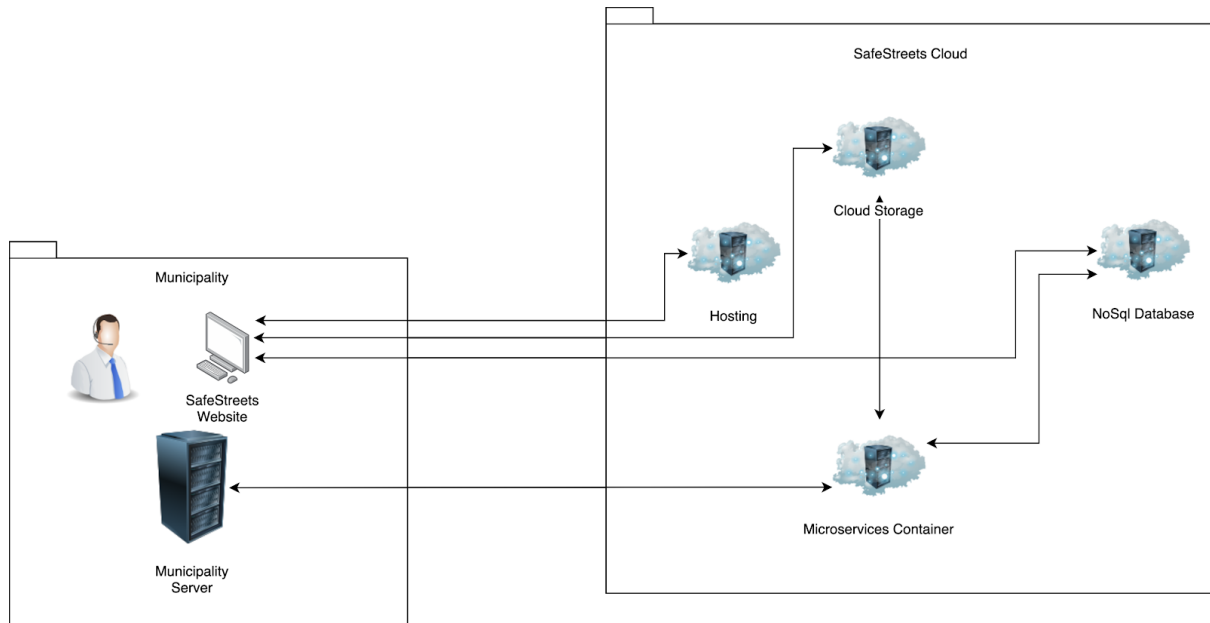 SafeStreets Cloud
Cloud Storage
Hosting
NoSql Database
Microservices Container
Municipality
SafeStreets
Website
Municipality
Server